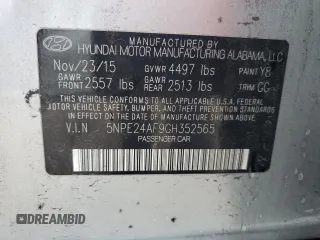 MANUFACTURED BY
HYUNDAI MOTOR MANUFACTURING ALABAMA, LLC
Nov/23/15 GVWR 4497 lbs PAINT Y8
GAWR FRONT 2557 lbs GAWR REAR 2513 lbs TRIM GG
THIS VEHICLE CONFORMS TO ALL APPLICABLE
FEDERAL MOTOR VEHICLE SAFETY BUMPER, AND
THEFT PREVENTION STANDARDS IN EFFECT ON
THE DATE OF MANUFACTURE SHOWN ABOVE.
V.I.N 5NPE24AF9GH352565
PASSENGER CAR
DREAMBID